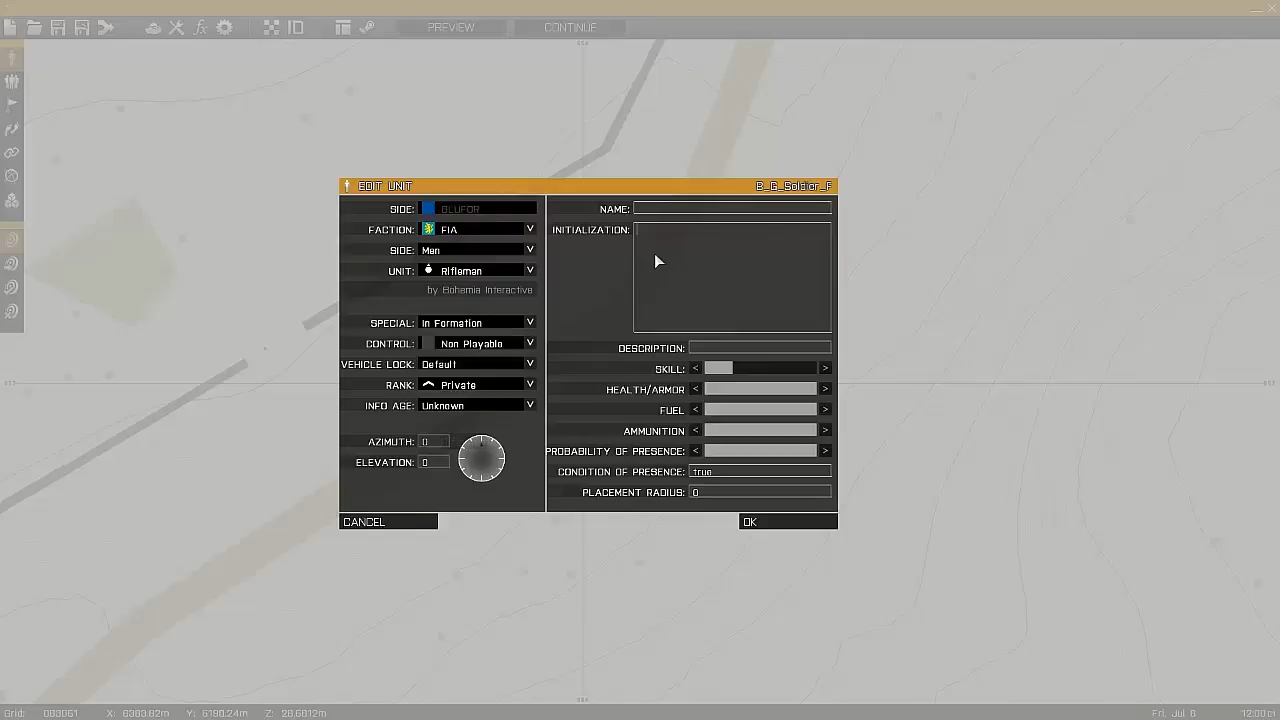 PREVIEW CONTINUE
EDIT UNIT B_G_Soldier_F
SIDE: BLUFOR
FACTION: FIA
SIDE: Men
UNIT: Rifleman
by Bohemia Interactive
SPECIAL: In Formation
CONTROL: Non Playable
VEHICLE LOCK: Default
RANK: Private
INFO AGE: Unknown
AZIMUTH: 0
ELEVATION: 0
NAME:
INITIALIZATION:
DESCRIPTION:
SKILL: < >
HEALTH/ARMOR < >
FUEL < >
AMMUNITION < >
PROBABILITY OF PRESENCE: < >
CONDITION OF PRESENCE: true
PLACEMENT RADIUS: 0
CANCEL OK
Grid: Fri, Jul 6